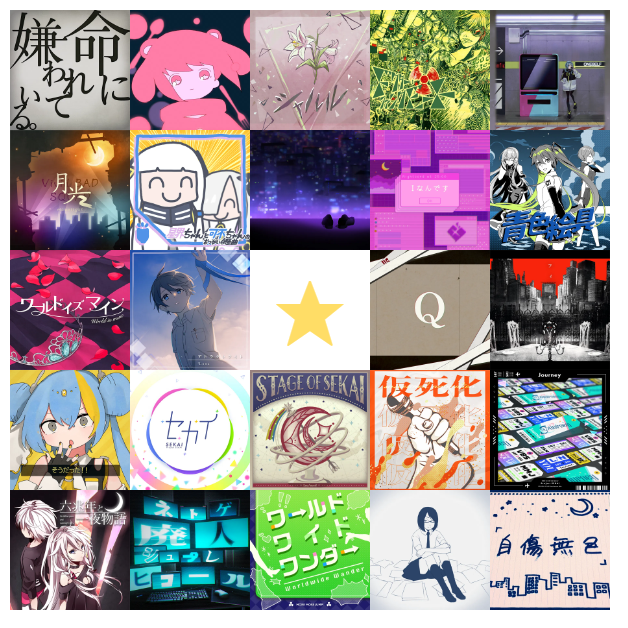 命に
嫌われて
いる。
シャルル
月光
青色絵具
1なんです
ワールドイズマイン
World is mine
Q
そうだった!!
セカイ
SEKAI
STAGE OF SEKAI
仮死化
Journey
六兆年と
一夜物語
ネトゲ
廃人
シュプレ
ヒコール
ワールド
ワイド
ワンダー
Worldwide Wonder
「自傷無色」